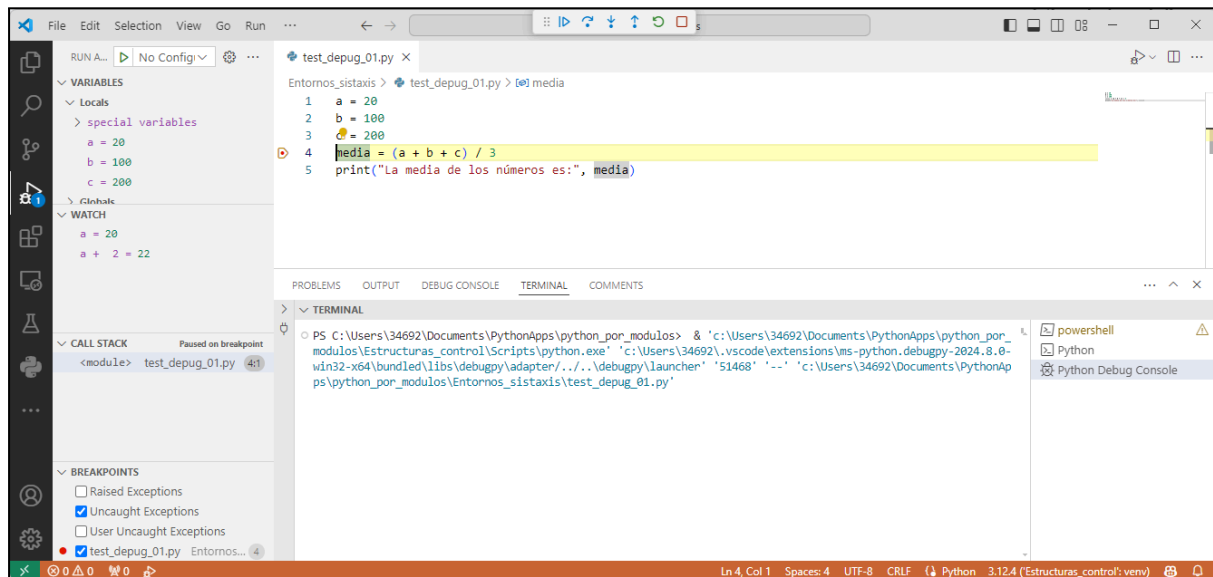 File Edit Selection View Go Run ···
RUN A... No Config
VARIABLES
Locals
special variables
a = 20
b = 100
c = 200
Globals
WATCH
a = 20
a + 2 = 22
CALL STACK Paused on breakpoint
<module> test_depug_01.py 4:1
BREAKPOINTS
Raised Exceptions
Uncaught Exceptions
User Uncaught Exceptions
test_depug_01.py Entornos... 4
test_depug_01.py
Entornos_sistaxis > test_depug_01.py > media
1 a = 20
2 b = 100
3 c = 200
4 media = (a + b + c) / 3
5 print("La media de los números es:", media)
PROBLEMS OUTPUT DEBUG CONSOLE TERMINAL COMMENTS
TERMINAL
PS C:\Users\34692\Documents\PythonApps\python_por_modulos> & 'c:\Users\34692\Documents\PythonApps\python_por_
modulos\Estructuras_control\Scripts\python.exe' 'c:\Users\34692\.vscode\extensions\ms-python.debugpy-2024.8.0-
win32-x64\bundled\libs\debugpy\adapter/../..\debugpy\launcher' '51468' '--' 'c:\Users\34692\Documents\PythonAp
ps\python_por_modulos\Entornos_sistaxis\test_depug_01.py'
powershell
Python
Python Debug Console
1
0 0 0 Ln 4, Col 1 Spaces: 4 UTF-8 CRLF Python 3.12.4 ('Estructuras_control': venv)